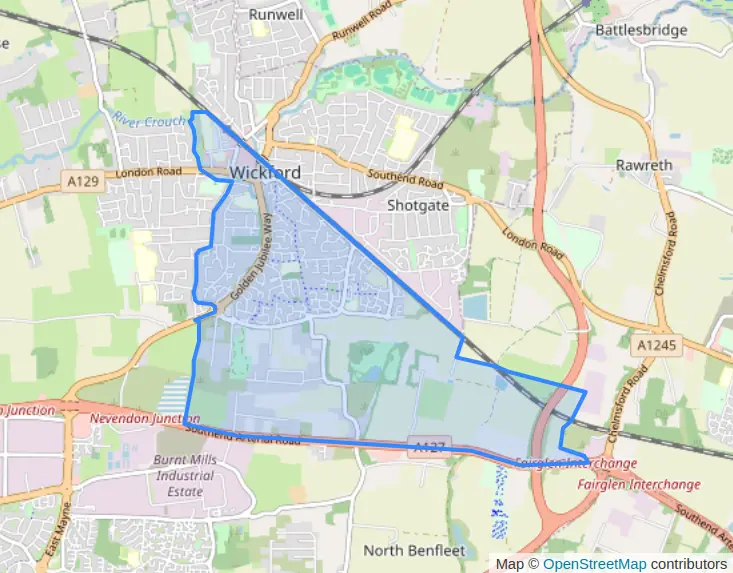 Runwell
Runwell Road
Battlesbridge
se
River Crouch
A129
London Road
Wickford
Southend Road
Rawreth
Shotgate
London Road
Chelmsford Road
Golden Jubilee Way
A1245
Chelmsford Road
o Junction
Nevendon Junction
Southend Arterial Road
A127
Fairglen Interchange
Burnt Mills
Industrial
Estate
Fairglen Interchange
Southend Arterial
East Mayne
North Benfleet
Map © OpenStreetMap contributors